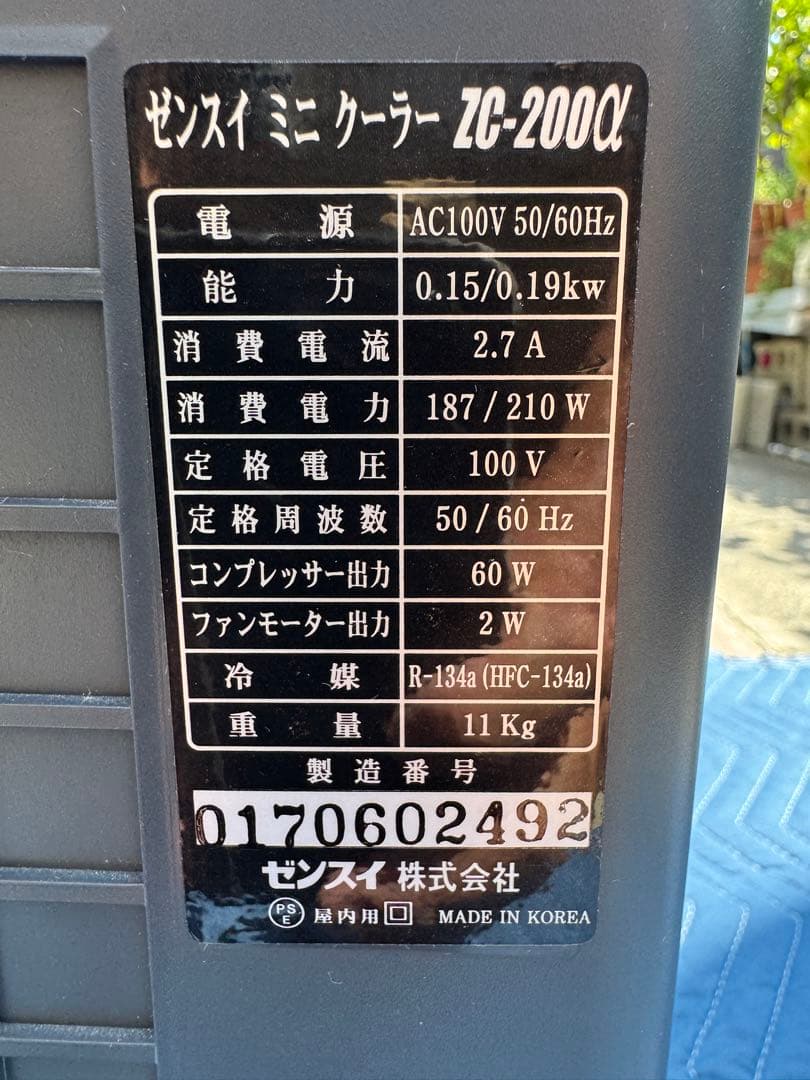 ゼンスイ ミニ クーラー ZC-200α
電源 AC100V 50/60Hz
能力 0.15/0.19kw
消費電流 2.7 A
消費電力 187 / 210 W
定格電圧 100 V
定格周波数 50 / 60 Hz
コンプレッサー出力 60 W
ファンモーター出力 2 W
冷媒 R-134a (HFC-134a)
重量 11 Kg
製造番号
0170602492
ゼンスイ 株式会社
PSE 屋内用 MADE IN KOREA